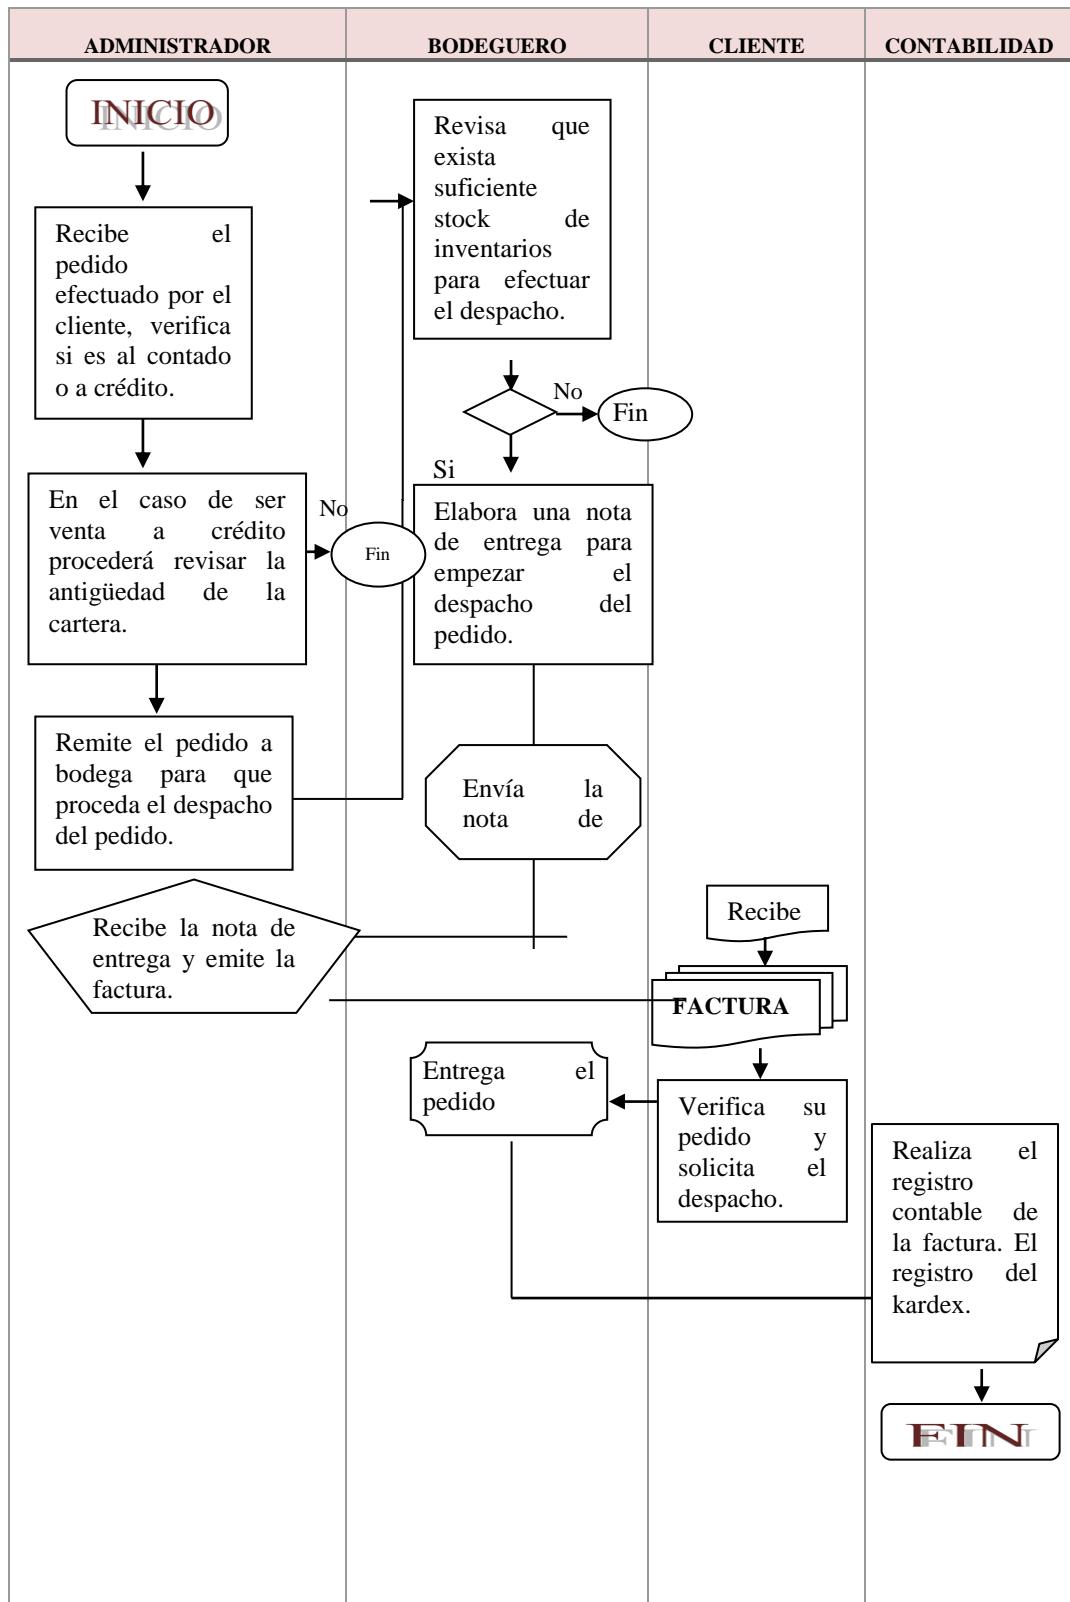 ADMINISTRADOR
BODEGUERO
CLIENTE
CONTABILIDAD
INICIO
Recibe el
pedido
efectuado por el
cliente, verifica
si es al contado
o a crédito.
En el caso de ser
venta a crédito
procederá revisar la
antigüedad de la
cartera.
No
Fin
Remite el pedido a
bodega para que
proceda el despacho
del pedido.
Revisa que
exista
suficiente
stock de
inventarios
para efectuar
el despacho.
No
Fin
Si
Elabora una nota
de entrega para
empezar el
despacho del
pedido.
Envía la
nota de
Recibe la nota de
entrega y emite la
factura.
Recibe
FACTURA
Verifica su
pedido y
solicita el
despacho.
Entrega el
pedido
Realiza el
registro
contable de
la factura. El
registro del
kardex.
FIN